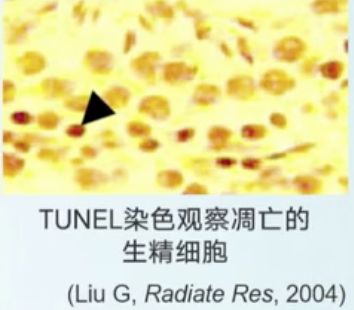 TUNEL染色观察凋亡的
生精细胞
(Liu G, Radiate Res, 2004)